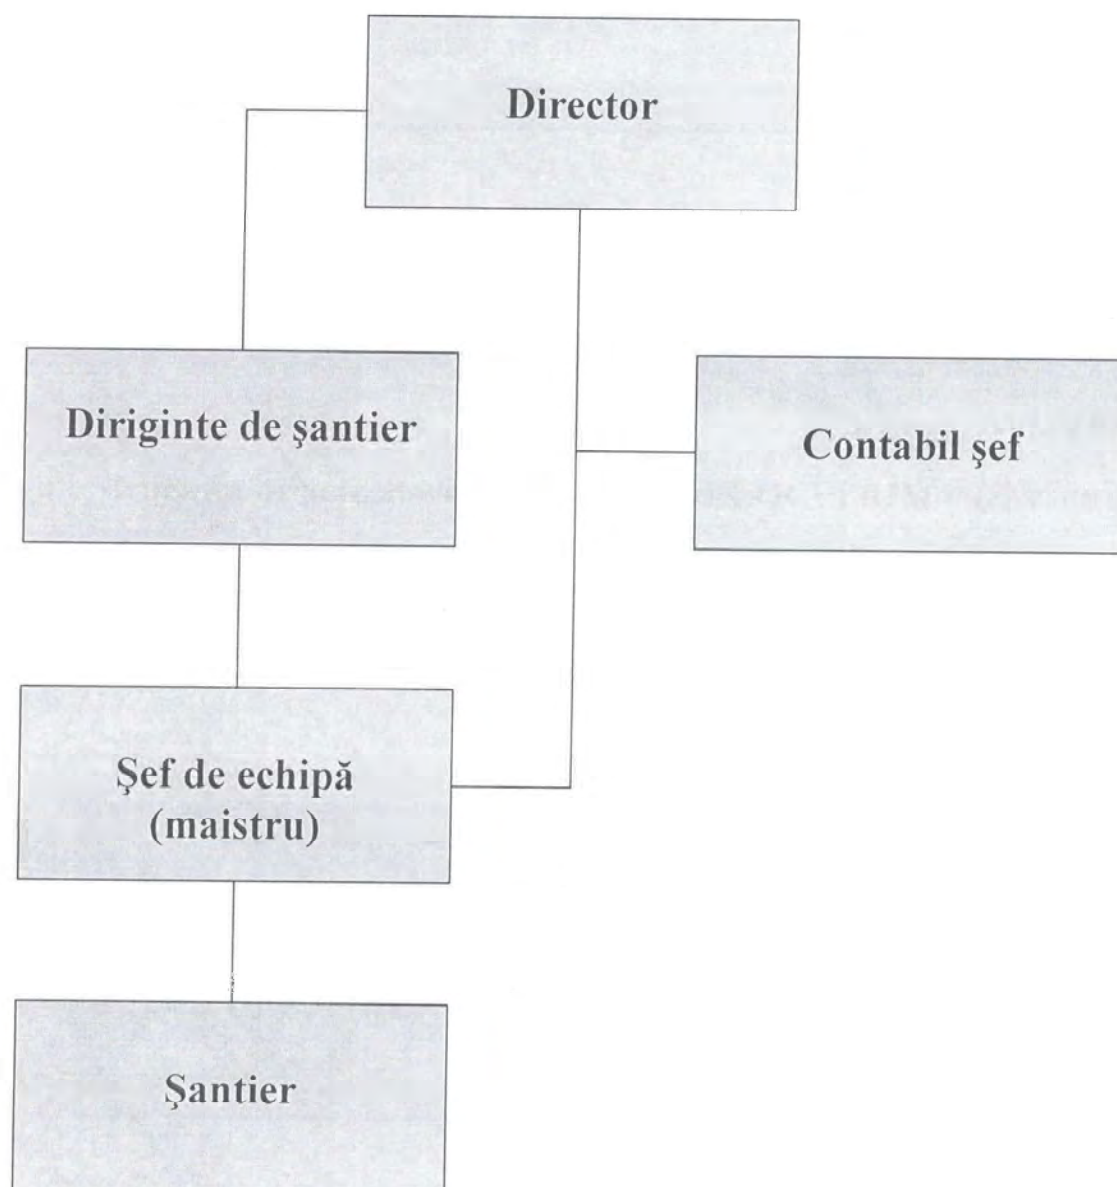 Director
Diriginte de şantier
Contabil şef
Şef de echipă
(maistru)
Şantier